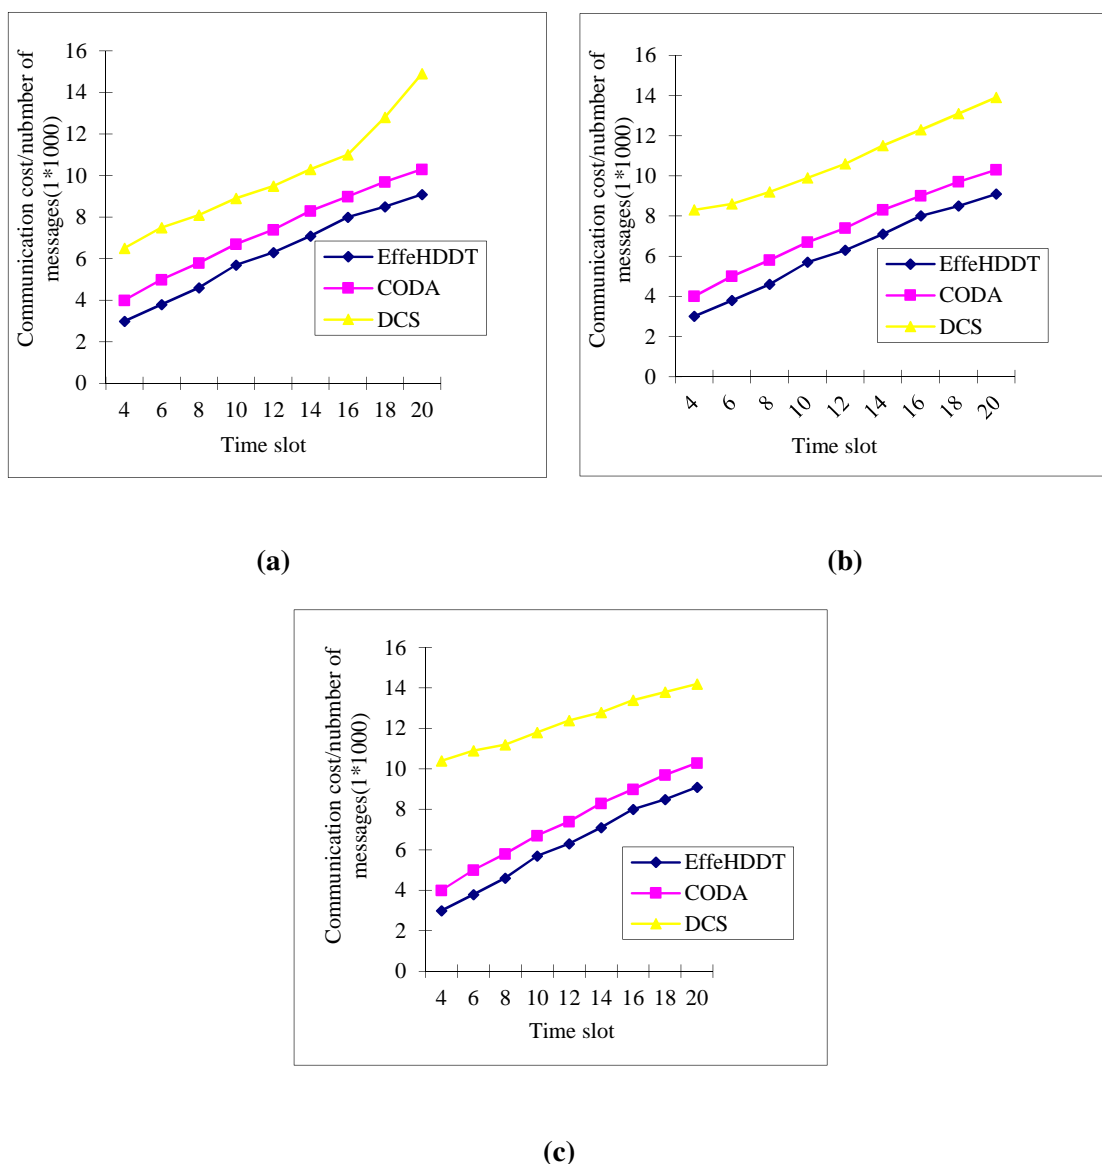 Communication cost/nubmber of
messages(1*1000)
16
14
12
10
8
6
4
2
0
4 6 8 10 12 14 16 18 20
Time slot
EffeHDDT
CODA
DCS
(a)
Communication cost/nubmber of
messages(1*1000)
16
14
12
10
8
6
4
2
0
4 6 8 10 12 14 16 18 20
Time slot
EffeHDDT
CODA
DCS
(b)
Communication cost/nubmber of
messages(1*1000)
16
14
12
10
8
6
4
2
0
4 6 8 10 12 14 16 18 20
Time slot
EffeHDDT
CODA
DCS
(c)